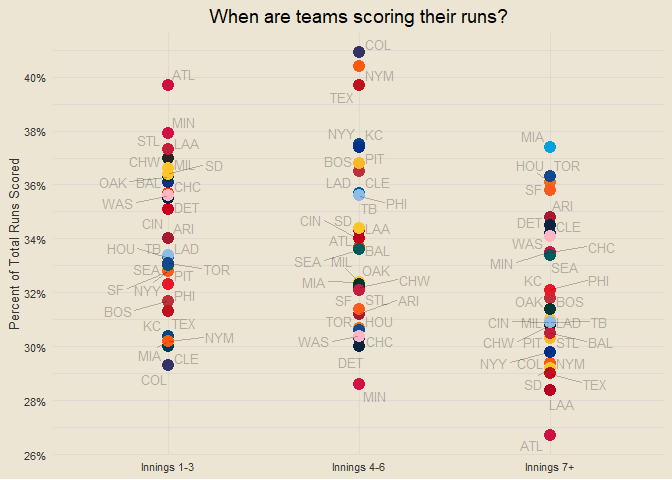 When are teams scoring their runs?
Percent of Total Runs Scored
40%
38%
36%
34%
32%
30%
28%
26%
ATL
MIN
STL LAA
CHW MIL SD
OAK BAL CHC
WAS DET
CIN ARI
HOU TB LAD
SEA PIT TOR
SF NYY
BOS PHI
KC TEX
NYM
MIA CLE
COL
COL
NYM
TEX
NYY KC
BOS PIT
LAD CLE
PHI
TB
CIN SD LAA
ATL BAL
SEA MIL OAK
MIA CHW
SF STL ARI
TOR HOU
WAS CHC
DET
MIN
MIA
HOU TOR
SF
ARI
DET CLE
WAS CHC
MIN SEA
KC PHI
OAK BOS
CIN MIL LAD TB
CHW PIT STL BAL
NYY COL NYM
SD TEX
LAA
ATL
Innings 1-3
Innings 4-6
Innings 7+